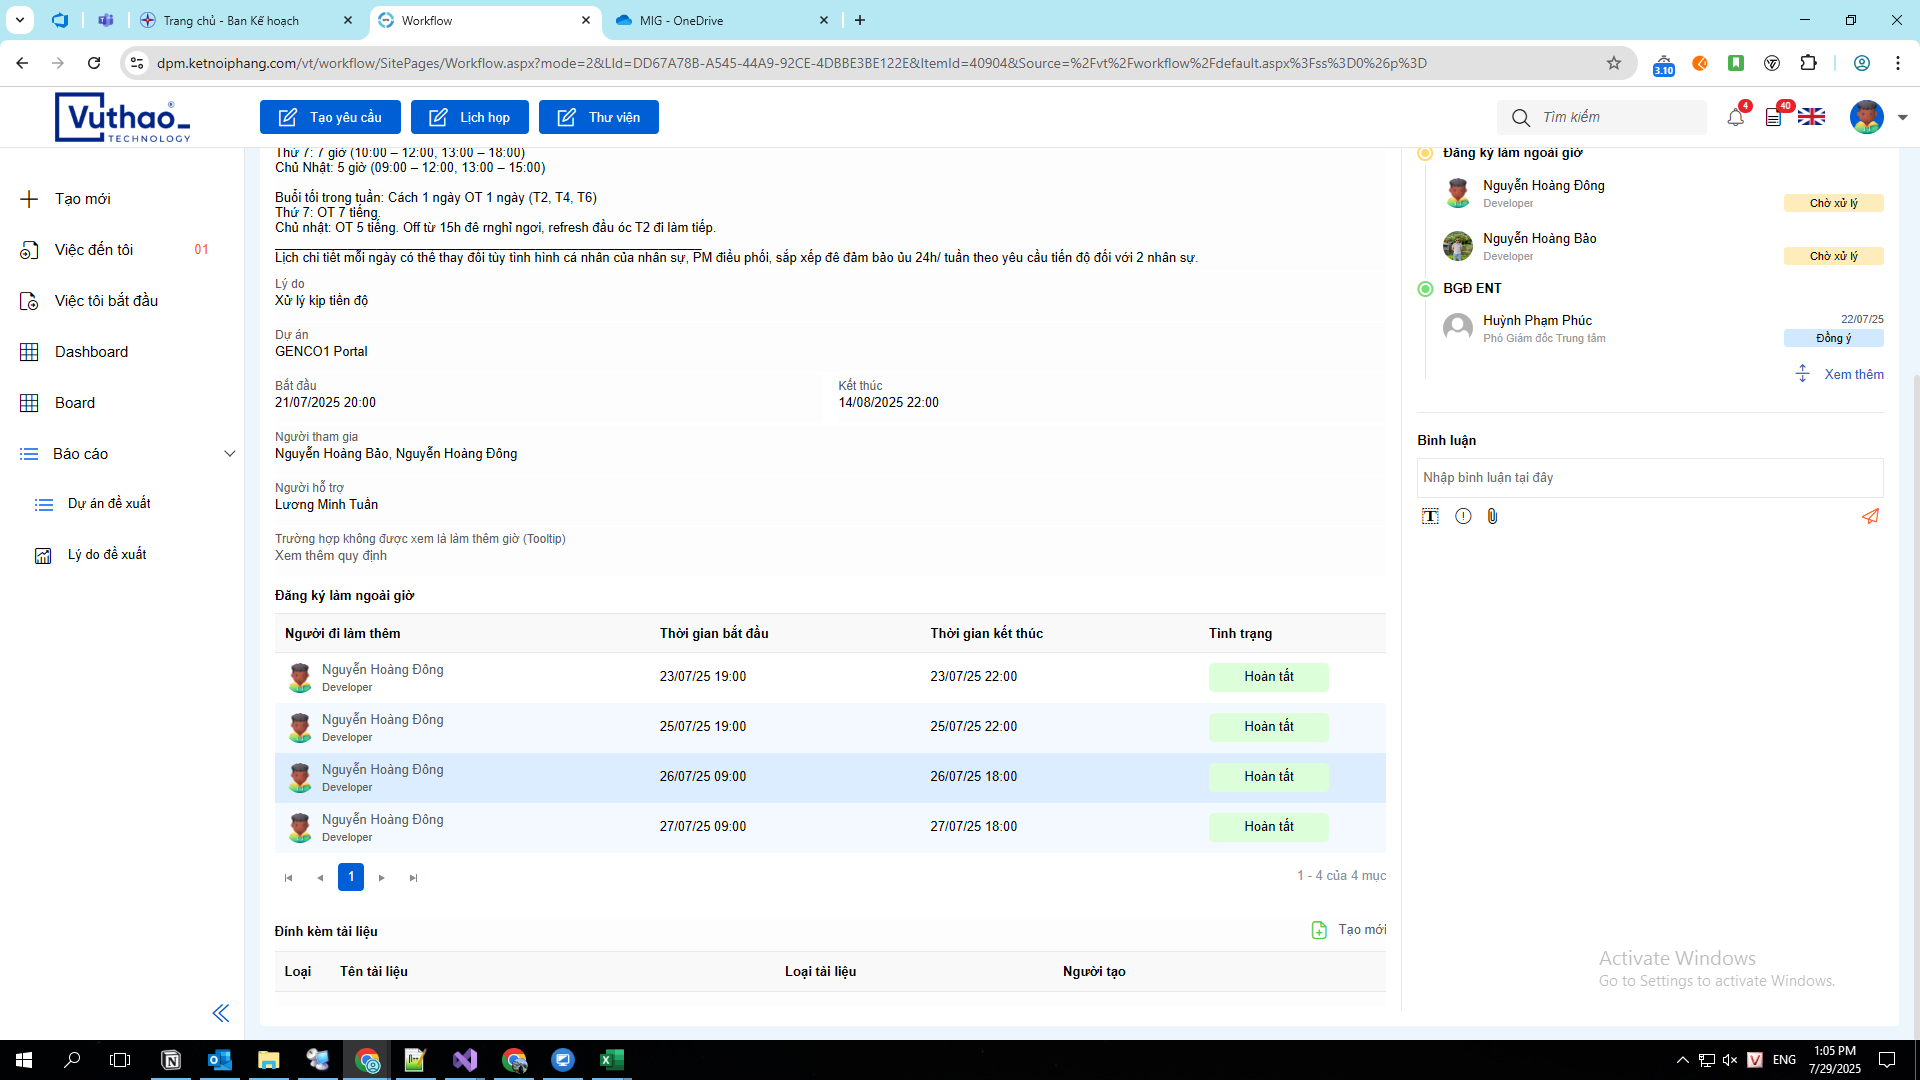 Trang chủ - Ban Kế hoạch
Workflow
MIG - OneDrive
dpm.ketnoiphang.com/vt/workflow/SitePages/Workflow.aspx?mode=2&LId=DD67A78B-A545-44A9-92CE-4DBBE3BE122E&ItemId=40904&Source=%2Fvt%2Fworkflow%2Fdefault.aspx%3Fss%3D0%26p%3D
3.10
Vuthao
®
TECHNOLOGY
Tạo yêu cầu
Lịch họp
Thư viện
Tìm kiếm
4
40
Tạo mới
Việc đến tôi
01
Việc tôi bắt đầu
Dashboard
Board
Báo cáo
Dự án đề xuất
Lý do đề xuất
Thứ 7: 7 giờ (10:00 – 12:00, 13:00 – 18:00)
Chủ Nhật: 5 giờ (09:00 – 12:00, 13:00 – 15:00)
Buổi tối trong tuần: Cách 1 ngày OT 1 ngày (T2, T4, T6)
Thứ 7: OT 7 tiếng.
Chủ nhật: OT 5 tiếng. Off từ 15h để rnghỉ ngơi, refresh đầu óc T2 đi làm tiếp.
Lịch chi tiết mỗi ngày có thể thay đổi tùy tình hình cá nhân của nhân sự, PM điều phối, sắp xếp để đảm bảo ủu 24h/ tuần theo yêu cầu tiến độ đối với 2 nhân sự.
Lý do
Xử lý kịp tiến độ
Dự án
GENCO1 Portal
Bắt đầu
Kết thúc
21/07/2025 20:00
14/08/2025 22:00
Người tham gia
Nguyễn Hoàng Bảo, Nguyễn Hoàng Đông
Người hỗ trợ
Lương Minh Tuấn
Trường hợp không được xem là làm thêm giờ (Tooltip)
Xem thêm quy định
Đăng ký làm ngoài giờ
Người đi làm thêm
Thời gian bắt đầu
Thời gian kết thúc
Tình trạng
Nguyễn Hoàng Đông
Developer
23/07/25 19:00
23/07/25 22:00
Hoàn tất
Nguyễn Hoàng Đông
Developer
25/07/25 19:00
25/07/25 22:00
Hoàn tất
Nguyễn Hoàng Đông
Developer
26/07/25 09:00
26/07/25 18:00
Hoàn tất
Nguyễn Hoàng Đông
Developer
27/07/25 09:00
27/07/25 18:00
Hoàn tất
1
1 - 4 của 4 mục
Đính kèm tài liệu
Tạo mới
Loại
Tên tài liệu
Loại tài liệu
Người tạo
Đăng ký làm ngoài giờ
Nguyễn Hoàng Đông
Developer
Chờ xử lý
Nguyễn Hoàng Bảo
Developer
Chờ xử lý
BGĐ ENT
Huỳnh Phạm Phúc
22/07/25
Phó Giám đốc Trung tâm
Đồng ý
Xem thêm
Bình luận
Nhập bình luận tại đây
Activate Windows
Go to Settings to activate Windows.
ENG
1:05 PM
7/29/2025